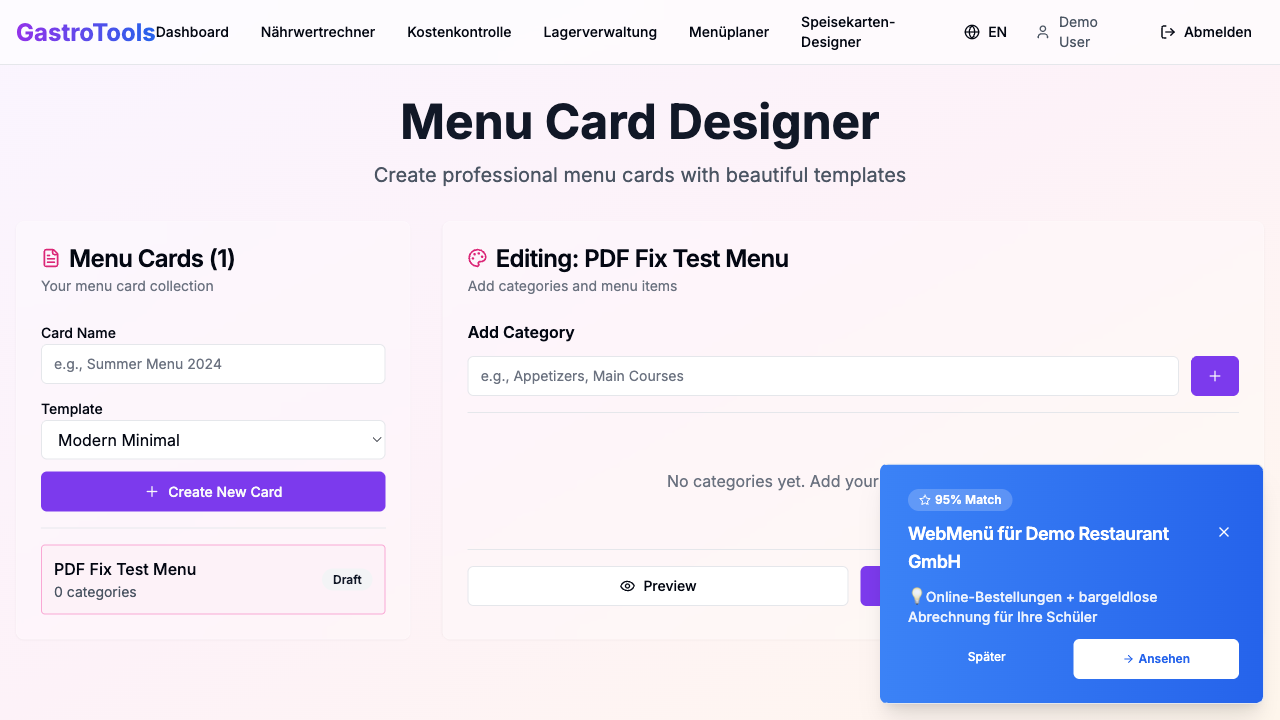 GastroTools
Dashboard
Nährwertrechner
Kostenkontrolle
Lagerverwaltung
Menüplaner
Speisekarten-
Designer
EN
Demo
User
Abmelden
Menu Card Designer
Create professional menu cards with beautiful templates
Menu Cards (1)
Your menu card collection
Card Name
e.g., Summer Menu 2024
Template
Modern Minimal
Create New Card
PDF Fix Test Menu
0 categories
Draft
Editing: PDF Fix Test Menu
Add categories and menu items
Add Category
e.g., Appetizers, Main Courses
No categories yet. Add your
Preview
95% Match
WebMenü für Demo Restaurant
GmbH
Online-Bestellungen + bargeldlose
Abrechnung für Ihre Schüler
Später
Ansehen